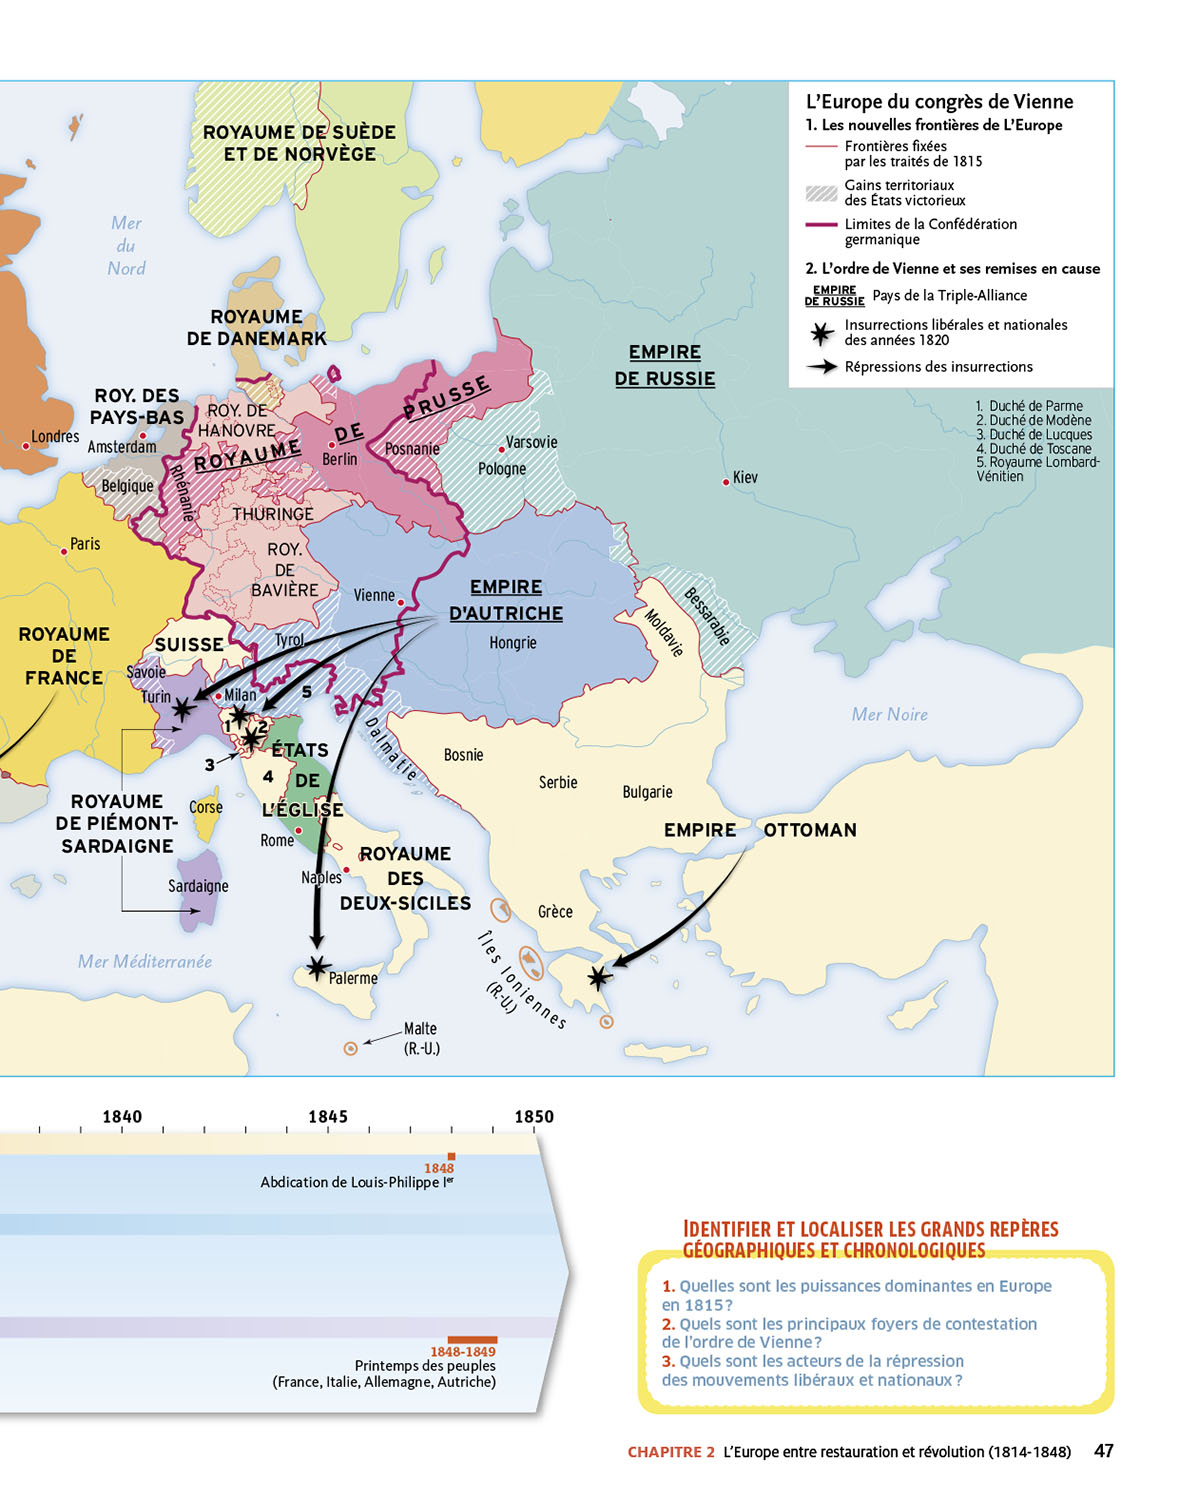 L'Europe du congrès de Vienne
1. Les nouvelles frontières de L'Europe
Frontières fixées
par les traités de 1815
Gains territoriaux
des États victorieux
Limites de la Confédération
germanique
2. L'ordre de Vienne et ses remises en cause
EMPIRE
DE RUSSIE
Pays de la Triple-Alliance
Insurrections libérales et nationales
des années 1820
Répressions des insurrections
1. Duché de Parme
2. Duché de Modène
3. Duché de Lucques
4. Duché de Toscane
5. Royaume Lombard-
Vénitien
ROYAUME DE SUÈDE
ET DE NORVÈGE
Mer
du
Nord
ROYAUME
DE DANEMARK
EMPIRE
DE RUSSIE
ROY. DES
PAYS-BAS
ROY. DE
HANOVRE
ROYAUME
DE
PRUSSE
Londres
Amsterdam
Berlin
Posnanie
Varsovie
Pologne
Kiev
Belgique
Rhénanie
THURINGE
Paris
ROY.
DE
BAVIÈRE
Vienne
EMPIRE
D'AUTRICHE
Hongrie
Moldavie
Bessarabie
ROYAUME
DE
FRANCE
SUISSE
Tyrol
Savoie
Turin
Milan
5
1
2
3
4
Dalmatie
Bosnie
Serbie
Bulgarie
Mer Noire
ÉTATS
DE
L'ÉGLISE
ROYAUME
DE PIÉMONT-
SARDAIGNE
Corse
Rome
EMPIRE OTTOMAN
ROYAUME
DES
DEUX-SICILES
Naples
Sardaigne
Grèce
Îles Ioniennes
(R.-U.)
Mer Méditerranée
Palerme
Malte
(R.-U.)
1840
1845
1850
1848
Abdication de Louis-Philippe Ier
1848-1849
Printemps des peuples
(France, Italie, Allemagne, Autriche)
IDENTIFIER ET LOCALISER LES GRANDS REPÈRES
GÉOGRAPHIQUES ET CHRONOLOGIQUES
1. Quelles sont les puissances dominantes en Europe
en 1815 ?
2. Quels sont les principaux foyers de contestation
de l'ordre de Vienne ?
3. Quels sont les acteurs de la répression
des mouvements libéraux et nationaux ?
CHAPITRE 2 L'Europe entre restauration et révolution (1814-1848) 47